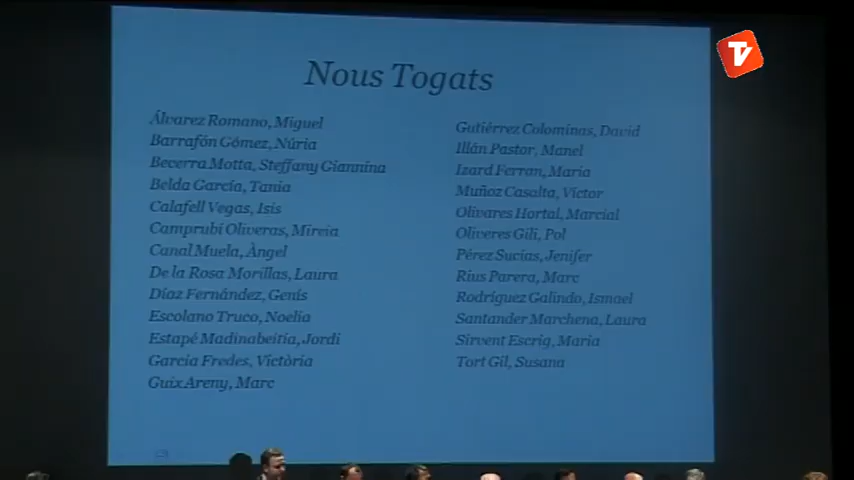 Nous Togats
Álvarez Romano, Miguel
Barrafón Gómez, Núria
Becerra Motta, Steffany Giannina
Belda García, Tania
Calafell Vegas, Isis
Camprubí Oliveras, Mireia
Canal Muela, Àngel
De la Rosa Morillas, Laura
Díaz Fernández, Genís
Escolano Truco, Noelia
Estapé Madinabeitia, Jordi
García Fredes, Victòria
Guix Areny, Marc
Gutiérrez Colominas, David
Illán Pastor, Manel
Izard Ferran, Maria
Muñoz Casalta, Víctor
Olivares Hortal, Marcial
Oliveres Gili, Pol
Pérez Sucias, Jenifer
Rius Parera, Marc
Rodríguez Galindo, Ismael
Santander Marchena, Laura
Sirvent Escrig, Maria
Tort Gil, Susana
TV